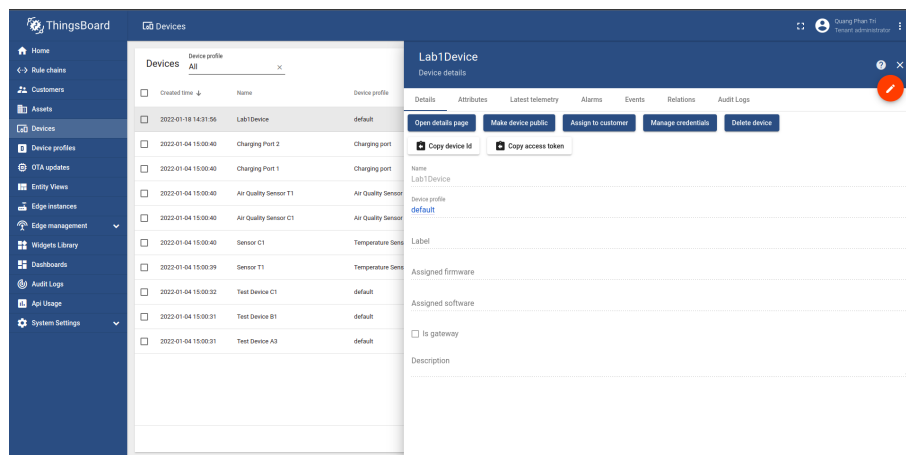 ThingsBoard
Devices
Quang Phan Tri
Tenant administrator
Home
Rule chains
Customers
Assets
Devices
Device profiles
OTA updates
Entity Views
Edge instances
Edge management
Widgets Library
Dashboards
Audit Logs
Api Usage
System Settings
Devices
Device profile
All ×
Created time ↓ Name Device profile
2022-01-18 14:31:56 Lab1Device default
2022-01-04 15:00:40 Charging Port 2 Charging port
2022-01-04 15:00:40 Charging Port 1 Charging port
2022-01-04 15:00:40 Air Quality Sensor T1 Air Quality Sensor
2022-01-04 15:00:40 Air Quality Sensor C1 Air Quality Sensor
2022-01-04 15:00:40 Sensor C1 Temperature Sens
2022-01-04 15:00:39 Sensor T1 Temperature Sens
2022-01-04 15:00:32 Test Device C1 default
2022-01-04 15:00:31 Test Device B1 default
2022-01-04 15:00:31 Test Device A3 default
Lab1Device
Device details
Details Attributes Latest telemetry Alarms Events Relations Audit Logs
Open details page Make device public Assign to customer Manage credentials Delete device
Copy device Id Copy access token
Name
Lab1Device
Device profile
default
Label
Assigned firmware
Assigned software
Is gateway
Description